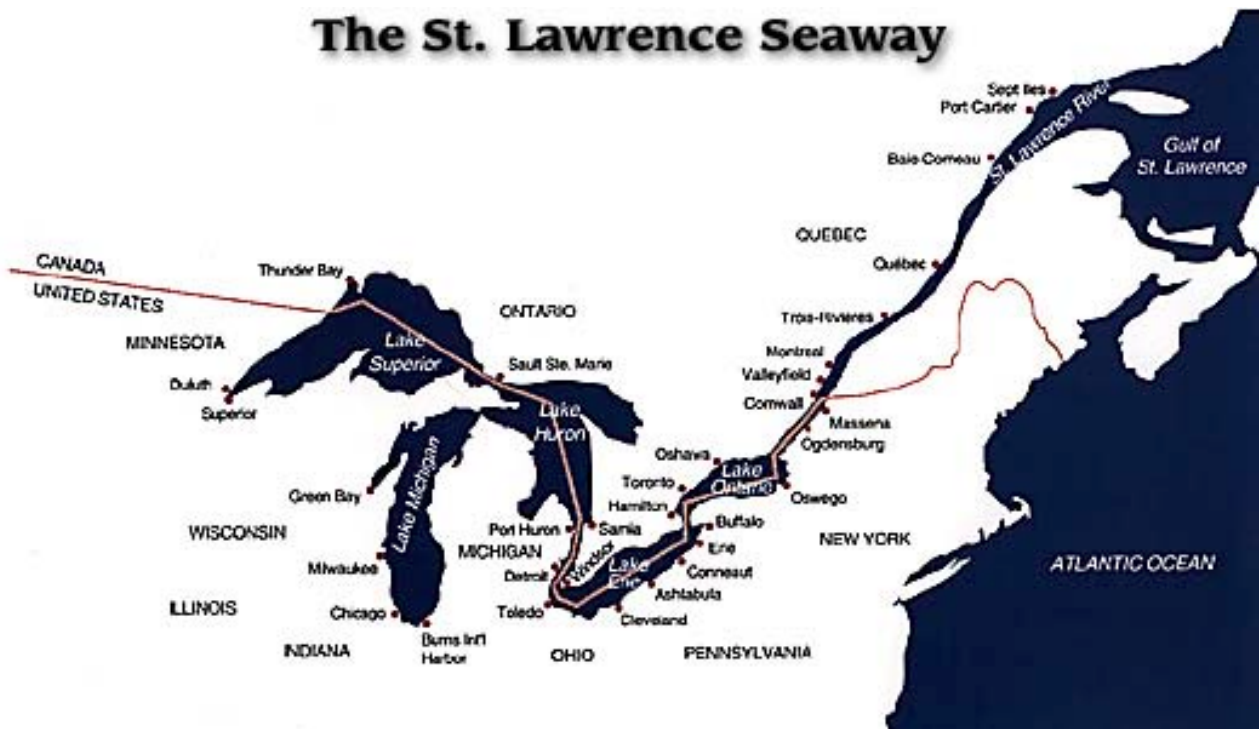 The St. Lawrence Seaway
Sept Iles
Port Cartier
St. Lawrence River
Baie-Comeau
Gulf of
St. Lawrence
QUEBEC
Québec
CANADA
UNITED STATES
Thunder Bay
ONTARIO
Trois-Rivieres
MINNESOTA
Lake
Superior
Sault Ste. Marie
Montreal
Valleyfield
Duluth
Superior
Cornwall
Massena
Ogdensburg
Lake
Huron
Lake Michigan
Oshawa
Lake
Ontario
Toronto
Oswego
Green Bay
Hamilton
Buffalo
WISCONSIN
Port Huron
Sarnia
NEW YORK
MICHIGAN
Windsor
Erie
Milwaukee
Detroit
Lake
Erie
Conneaut
ATLANTIC OCEAN
Ashtabula
ILLINOIS
Chicago
Toledo
Cleveland
Burns Int'l
Harbor
INDIANA
OHIO
PENNSYLVANIA